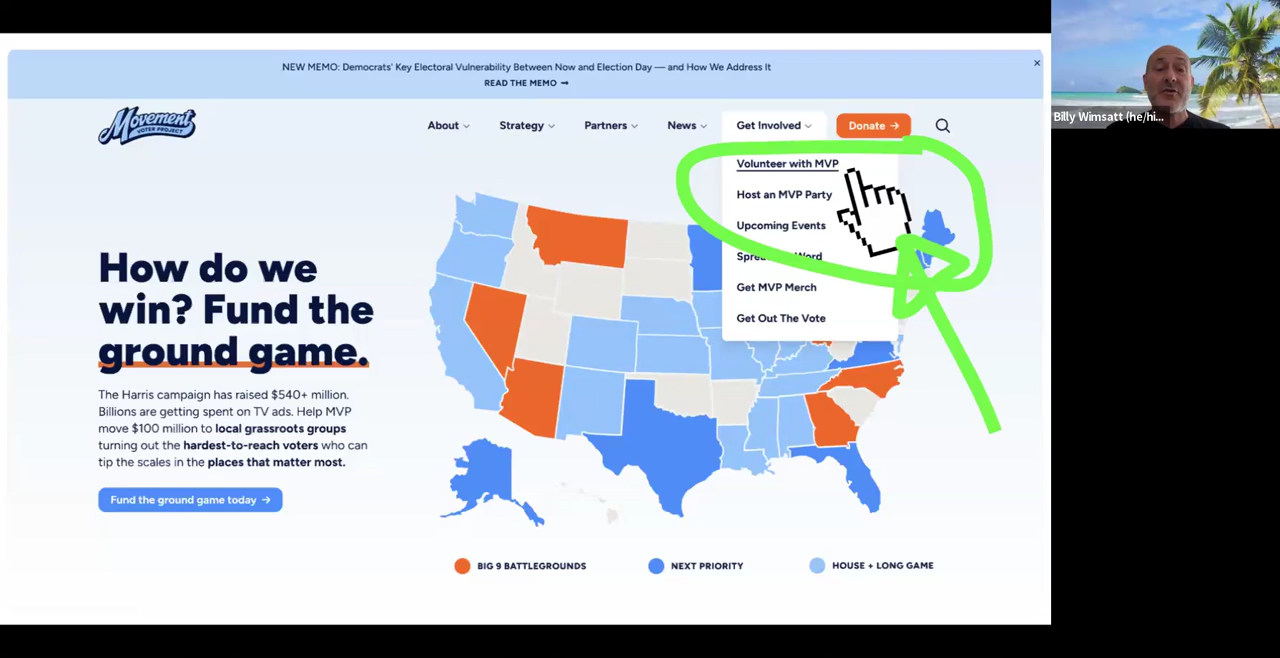 NEW MEMO: Democrats' Key Electoral Vulnerability Between Now and Election Day — and How We Address It
READ THE MEMO →
×
Movement
VOTER PROJECT
About
Strategy
Partners
News
Get Involved
Donate →
Volunteer with MVP
Host an MVP Party
Upcoming Events
Get MVP Merch
Get Out The Vote
How do we
win? Fund the
ground game.
The Harris campaign has raised $540+ million.
Billions are getting spent on TV ads. Help MVP
move $100 million to local grassroots groups
turning out the hardest-to-reach voters who can
tip the scales in the places that matter most.
Fund the ground game today →
BIG 9 BATTLEGROUNDS
NEXT PRIORITY
HOUSE + LONG GAME
Billy Wimsatt (he/hi...